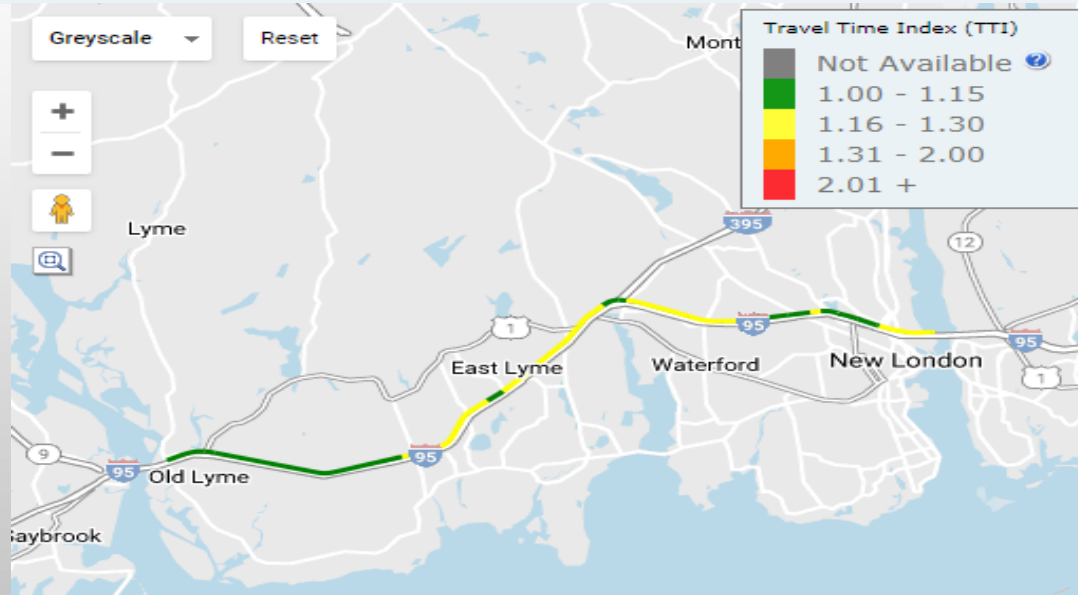 Greyscale
Reset
Mont
Travel Time Index (TTI)
Not Available ?
1.00 - 1.15
1.16 - 1.30
1.31 - 2.00
2.01 +
+
−
Lyme
395
12
1
95
East Lyme
Waterford
New London
95
1
9
95
95
Old Lyme
Saybrook